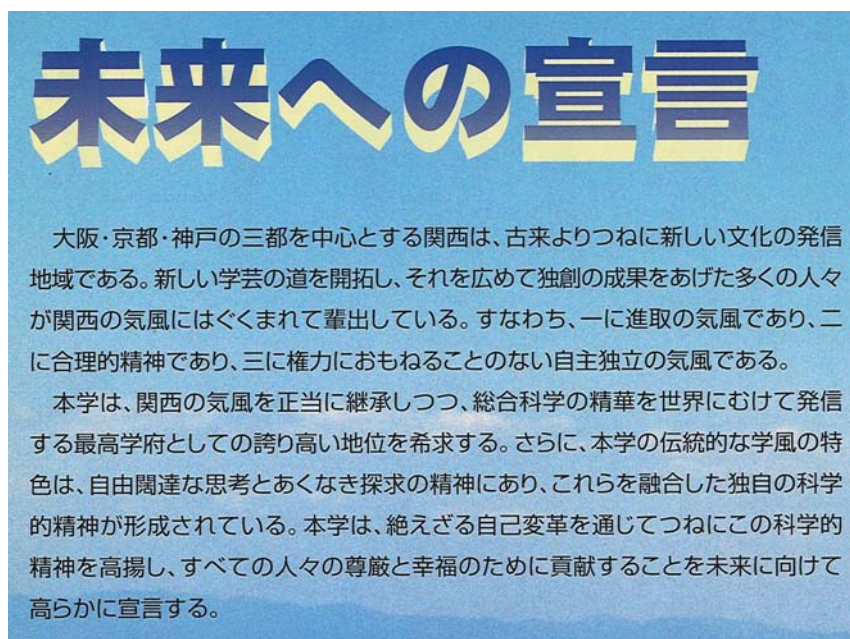 未来への宣言
大阪・京都・神戸の三都を中心とする関西は、古来よりつねに新しい文化の発信
地域である。新しい学芸の道を開拓し、それを広めて独創の成果をあげた多くの人々
が関西の気風にはぐくまれて輩出している。すなわち、一に進取の気風であり、二
に合理的精神であり、三に権力におもねることのない自主独立の気風である。
本学は、関西の気風を正当に継承しつつ、総合科学の精華を世界にむけて発信
する最高学府としての誇り高い地位を希求する。さらに、本学の伝統的な学風の特
色は、自由闊達な思考とあくなき探求の精神にあり、これらを融合した独自の科学
的精神が形成されている。本学は、絶えざる自己変革を通じてつねにこの科学的
精神を高揚し、すべての人々の尊厳と幸福のために貢献することを未来に向けて
高らかに宣言する。